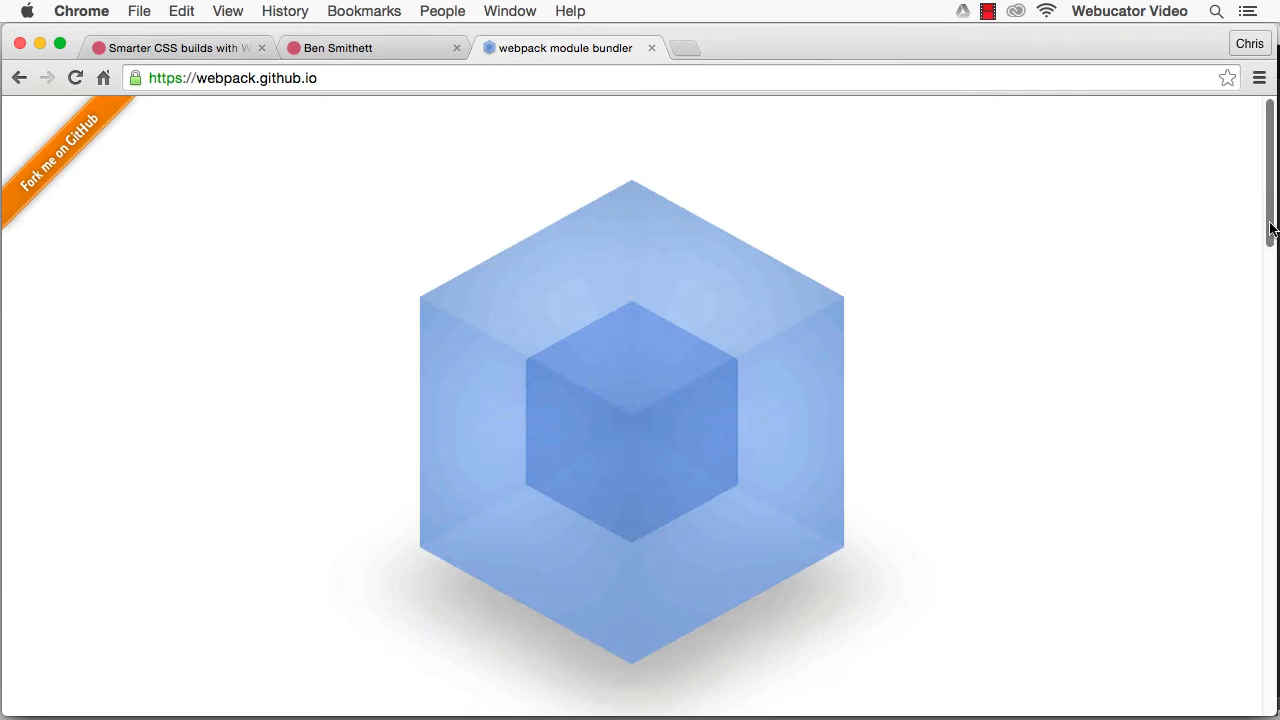 Chrome File Edit View History Bookmarks People Window Help Webucator Video
Smarter CSS builds with W Ben Smithett webpack module bundler Chris
https://webpack.github.io
Fork me on GitHub